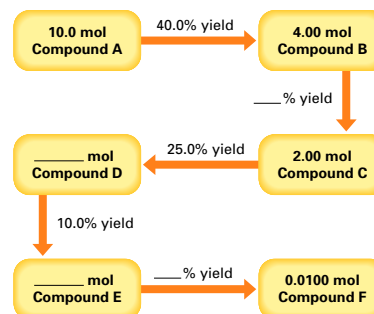 10.0 mol
Compound A
40.0% yield
4.00 mol
Compound B
___% yield
2.00 mol
Compound C
25.0% yield
______ mol
Compound D
10.0% yield
______ mol
Compound E
___% yield
0.0100 mol
Compound F